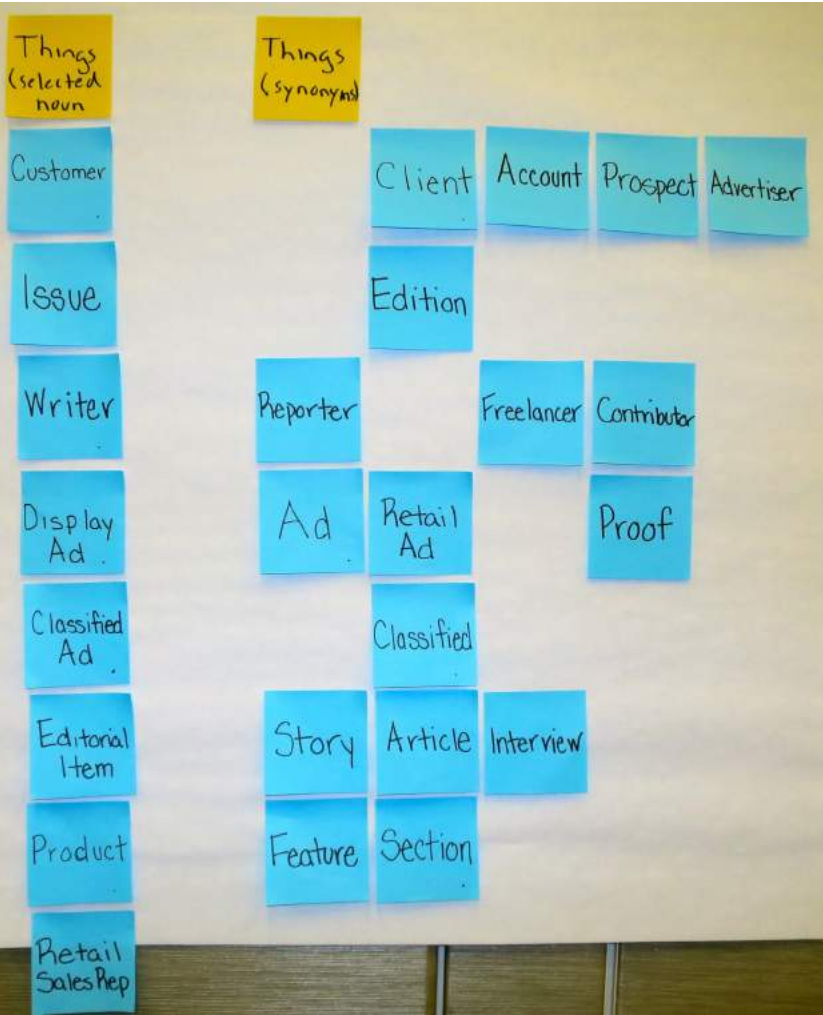 Things
(selected
noun
Things
(synonyms)
Customer
Client
Account
Prospect
Advertiser
Issue
Edition
Writer
Reporter
Freelancer
Contributor
Display
Ad
Ad
Retail
Ad
Proof
Classified
Ad
Classified
Editorial
Item
Story
Article
Interview
Product
Feature
Section
Retail
Sales Rep